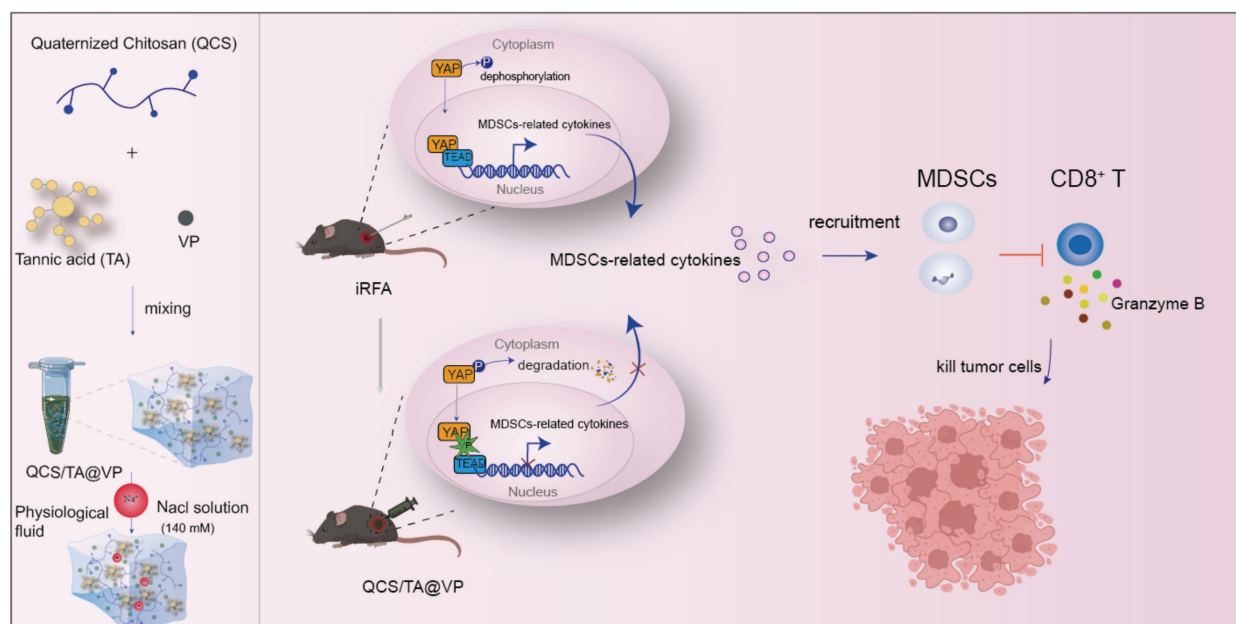 Quaternized Chitosan (QCS)
+
Tannic acid (TA)
VP
mixing
QCS/TA@VP
Na+
Physiological
fluid
Nacl solution
(140 mM)
Cytoplasm
YAP
P
dephosphorylation
MDSCs-related cytokines
YAP
TEAD
Nucleus
iRFA
Cytoplasm
YAP
P
degradation
MDSCs-related cytokines
YAP
VP
TEAD
Nucleus
QCS/TA@VP
MDSCs-related cytokines
recruitment
MDSCs
CD8⁺ T
Granzyme B
kill tumor cells